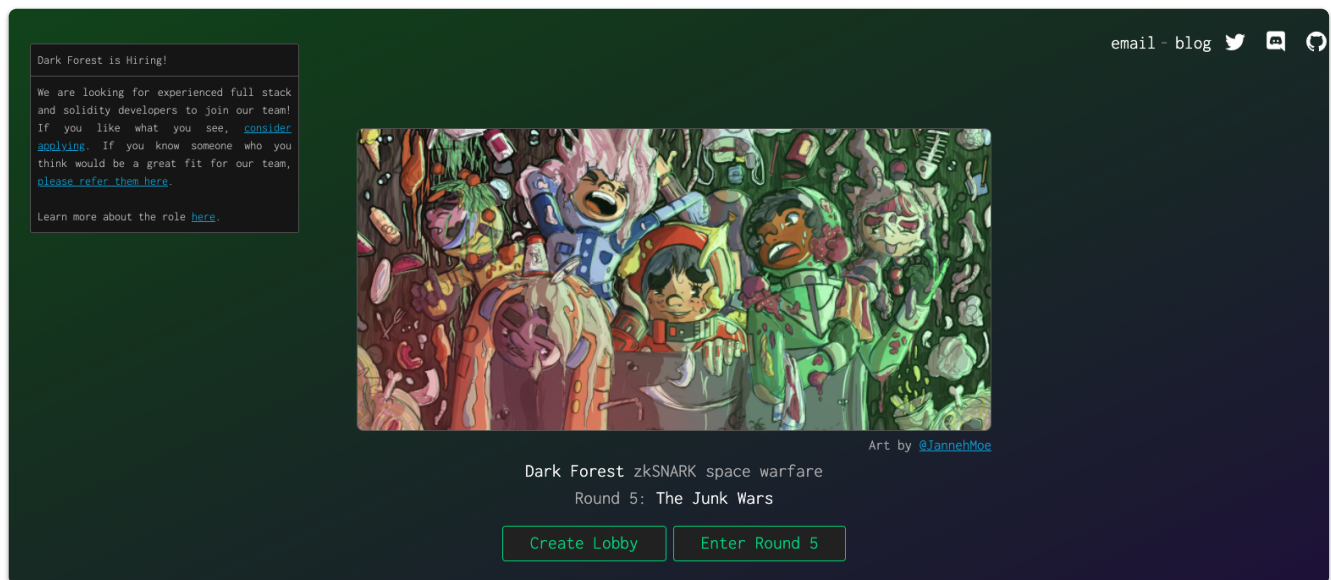 email - blog
Dark Forest is Hiring!
We are looking for experienced full stack
and solidity developers to join our team!
If you like what you see, consider
applying. If you know someone who you
think would be a great fit for our team,
please refer them here.
Learn more about the role here.
Art by @JannehMoe
Dark Forest zkSNARK space warfare
Round 5: The Junk Wars
Create Lobby
Enter Round 5